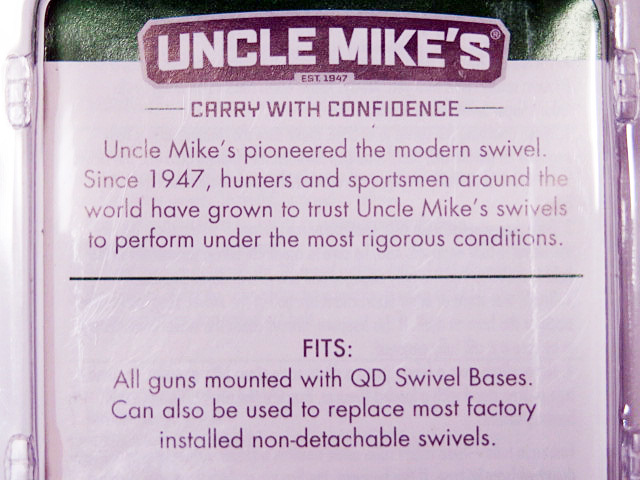 UNCLE MIKE'S®
EST. 1947
CARRY WITH CONFIDENCE
Uncle Mike's pioneered the modern swivel.
Since 1947, hunters and sportsmen around the
world have grown to trust Uncle Mike's swivels
to perform under the most rigorous conditions.
FITS:
All guns mounted with QD Swivel Bases.
Can also be used to replace most factory
installed non-detachable swivels.